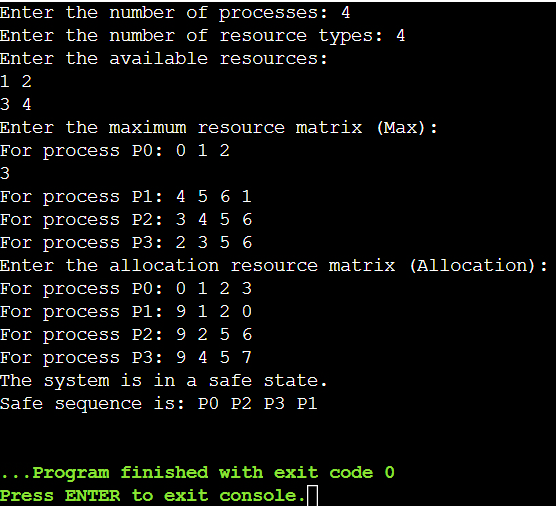 Enter the number of processes: 4
Enter the number of resource types: 4
Enter the available resources:
1 2
3 4
Enter the maximum resource matrix (Max):
For process P0: 0 1 2
3
For process P1: 4 5 6 1
For process P2: 3 4 5 6
For process P3: 2 3 5 6
Enter the allocation resource matrix (Allocation):
For process P0: 0 1 2 3
For process P1: 9 1 2 0
For process P2: 9 2 5 6
For process P3: 9 4 5 7
The system is in a safe state.
Safe sequence is: P0 P2 P3 P1
...Program finished with exit code 0
Press ENTER to exit console.